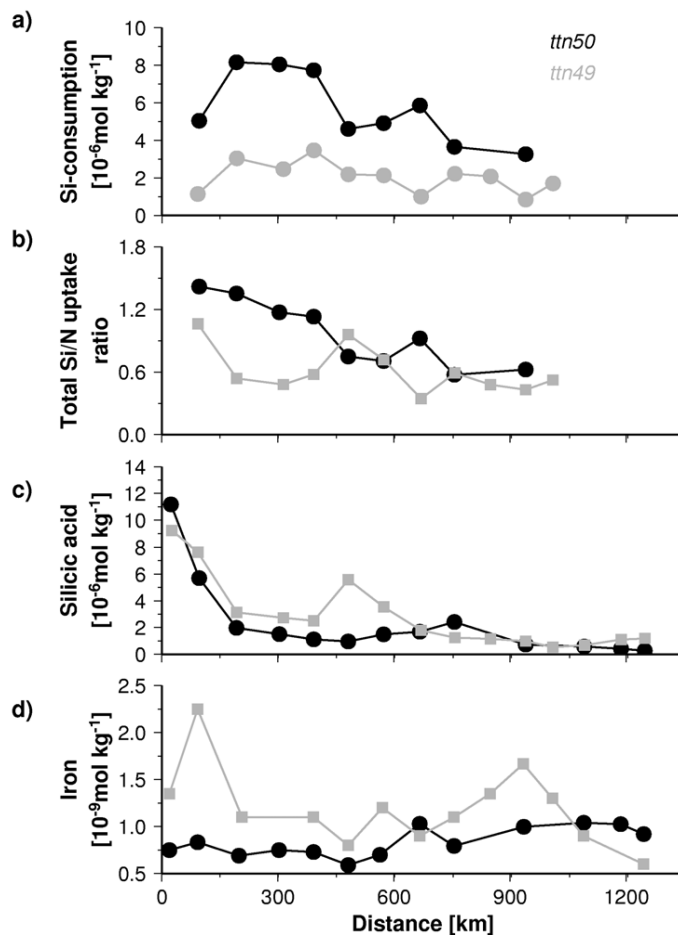 a)
Si-consumption
[10⁻⁶mol kg⁻¹]
10
8
6
4
2
0
ttn50
ttn49
b)
Total Si/N uptake
ratio
1.8
1.2
0.6
0.0
c)
Silicic acid
[10⁻⁶mol kg⁻¹]
14
12
10
8
6
4
2
0
d)
Iron
[10⁻⁹mol kg⁻¹]
2.5
2.0
1.5
1.0
0.5
0 300 600 900 1200
Distance [km]